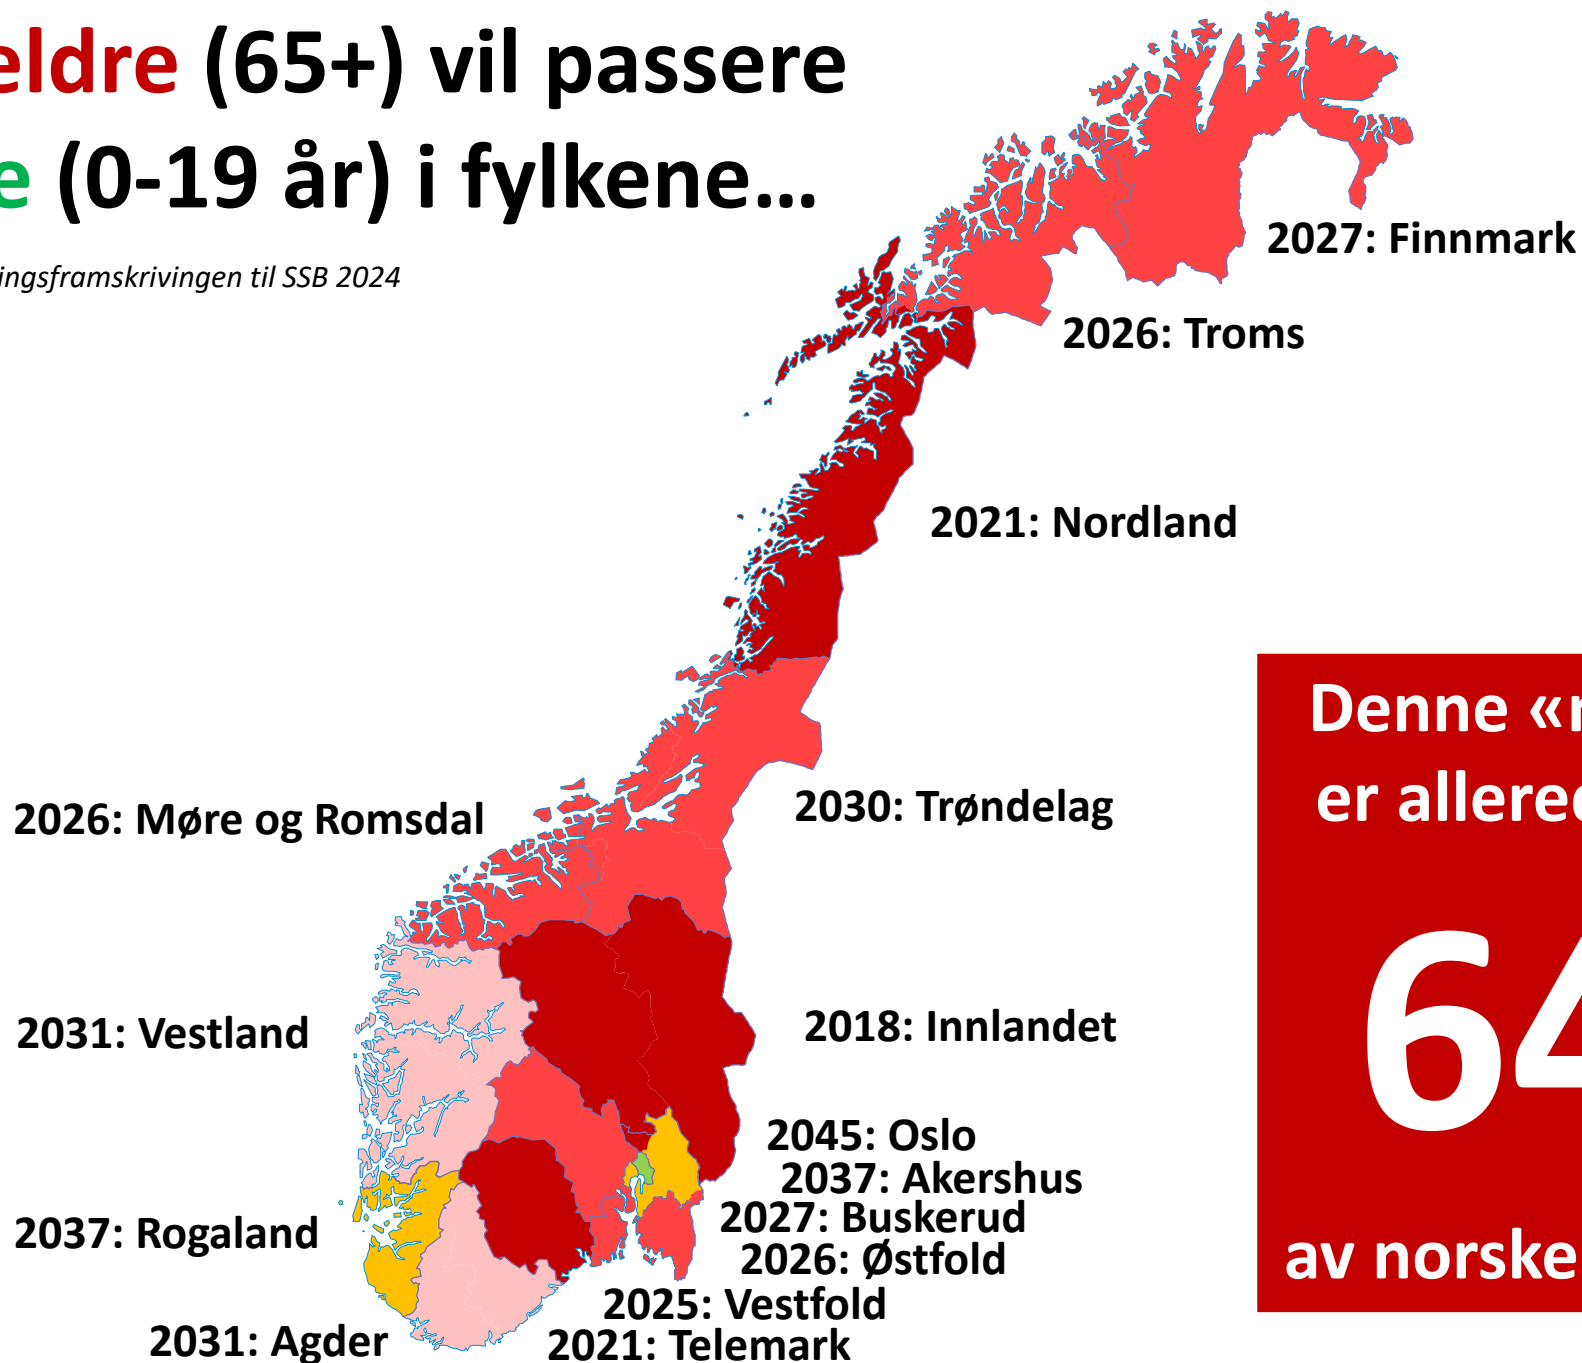 eldre (65+) vil passere
e (0-19 år) i fylkene...
ingsframskrivingen til SSB 2024
2027: Finnmark
2026: Troms
2021: Nordland
Denne «
er allered
64
av norske
2026: Møre og Romsdal
2030: Trøndelag
2031: Vestland
2018: Innlandet
2045: Oslo
2037: Akershus
2037: Rogaland
2027: Buskerud
2026: Østfold
2025: Vestfold
2031: Agder
2021: Telemark